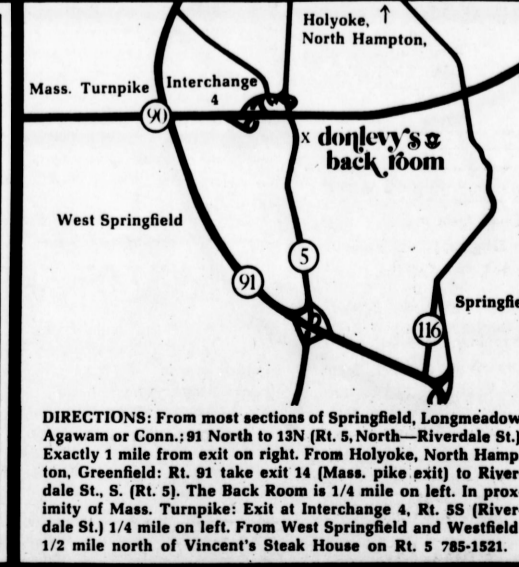 Holyoke, ↑
North Hampton,
Mass. Turnpike
Interchange
4
90
x donlevy's
back room
West Springfield
5
91
Springfie
116
DIRECTIONS: From most sections of Springfield, Longmeadow
Agawam or Conn.: 91 North to 13N (Rt. 5, North—Riverdale St.]
Exactly 1 mile from exit on right. From Holyoke, North Hamp
ton, Greenfield: Rt. 91 take exit 14 (Mass. pike exit) to River
dale St., S. (Rt. 5]. The Back Room is 1/4 mile on left. In prox
imity of Mass. Turnpike: Exit at Interchange 4, Rt. 5S (River
dale St.) 1/4 mile on left. From West Springfield and Westfield
1/2 mile north of Vincent's Steak House on Rt. 5 785-1521.